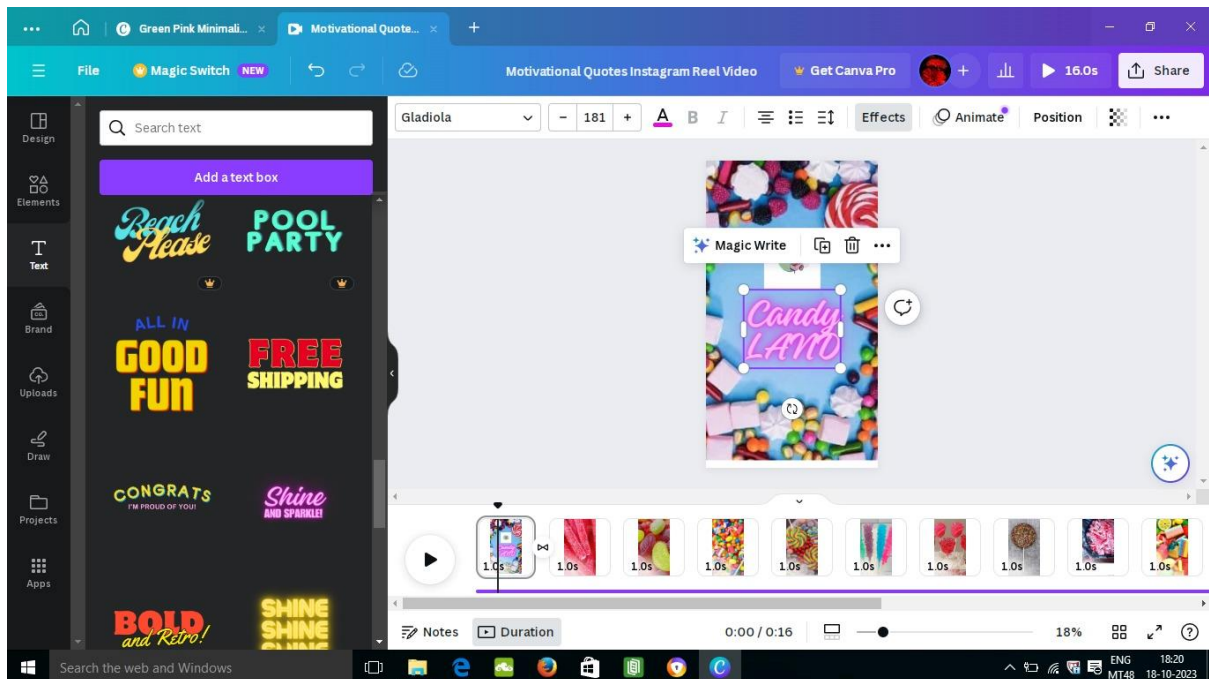 Green Pink Minimali...
Motivational Quote...
File
Magic Switch NEW
Motivational Quotes Instagram Reel Video
Get Canva Pro
16.0s
Share
Design
Elements
Text
Brand
Uploads
Draw
Projects
Apps
Search text
Add a text box
Beach
Please
POOL
PARTY
ALL IN
GOOD
FUN
FREE
SHIPPING
CONGRATS
I'M PROUD OF YOU!
Shine
AND SPARKLE!
BOLD
and Retro!
SHINE
SHINE
SHINE
Gladiola
– 181 +
A B I
Effects
Animate
Position
Magic Write
Candy
LAND
1.0s 1.0s 1.0s 1.0s 1.0s 1.0s 1.0s 1.0s 1.0s 1.0s
Notes
Duration
0:00 / 0:16
18%
Search the web and Windows
ENG
MT48
18:20
18-10-2023